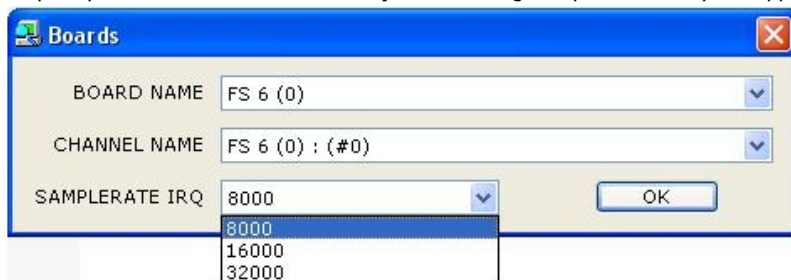 Boards
BOARD NAME FS 6 (0)
CHANNEL NAME FS 6 (0) : (#0)
SAMPLERATE IRQ 8000 OK
8000
16000
32000